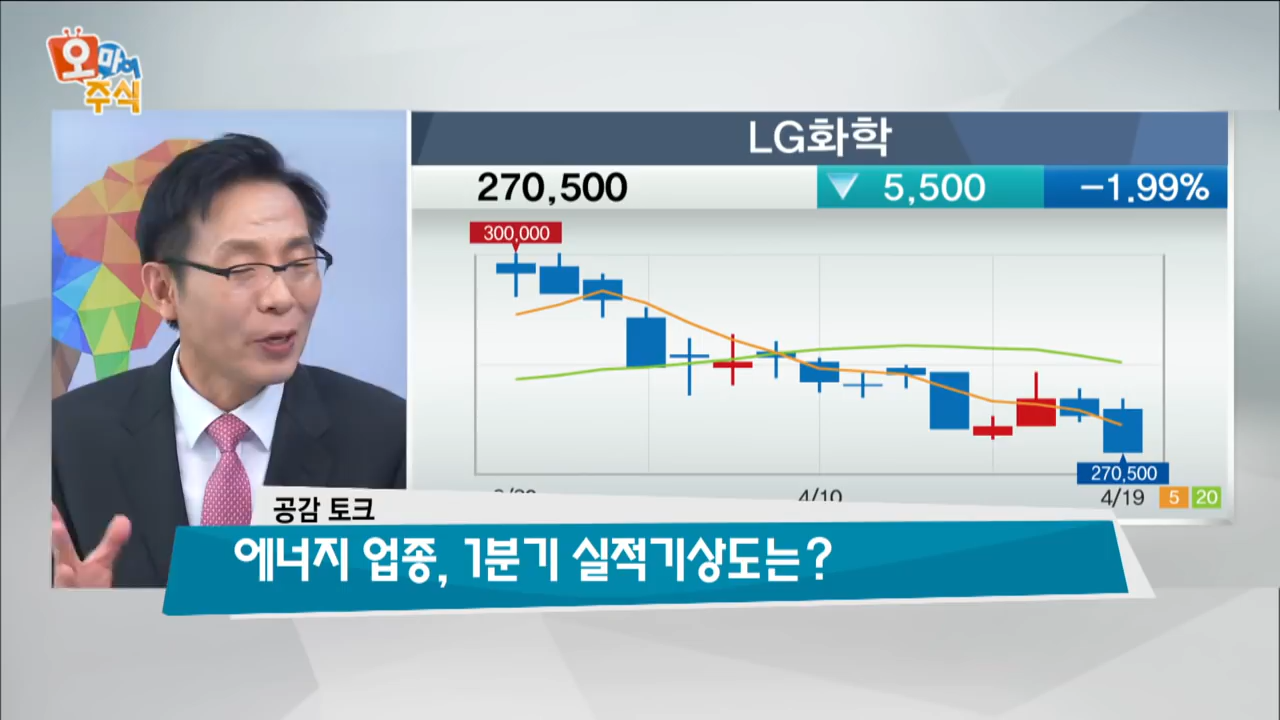 오마이
주식
LG화학
270,500 ▼ 5,500 -1.99%
300,000
270,500
4/10 4/19 5 20
공감 토크
에너지 업종, 1분기 실적기상도는?